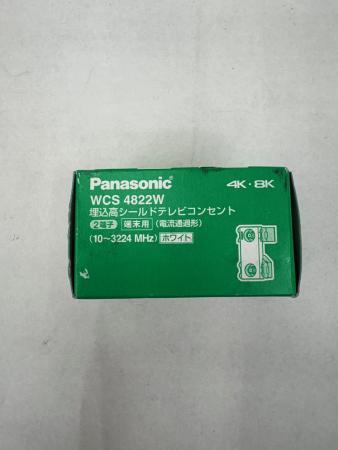 Panasonic 4K・8K
WCS 4822W
埋込高シールドテレビコンセント
2端子 端末用 (電流通過形)
(10～3224 MHz) ホワイト